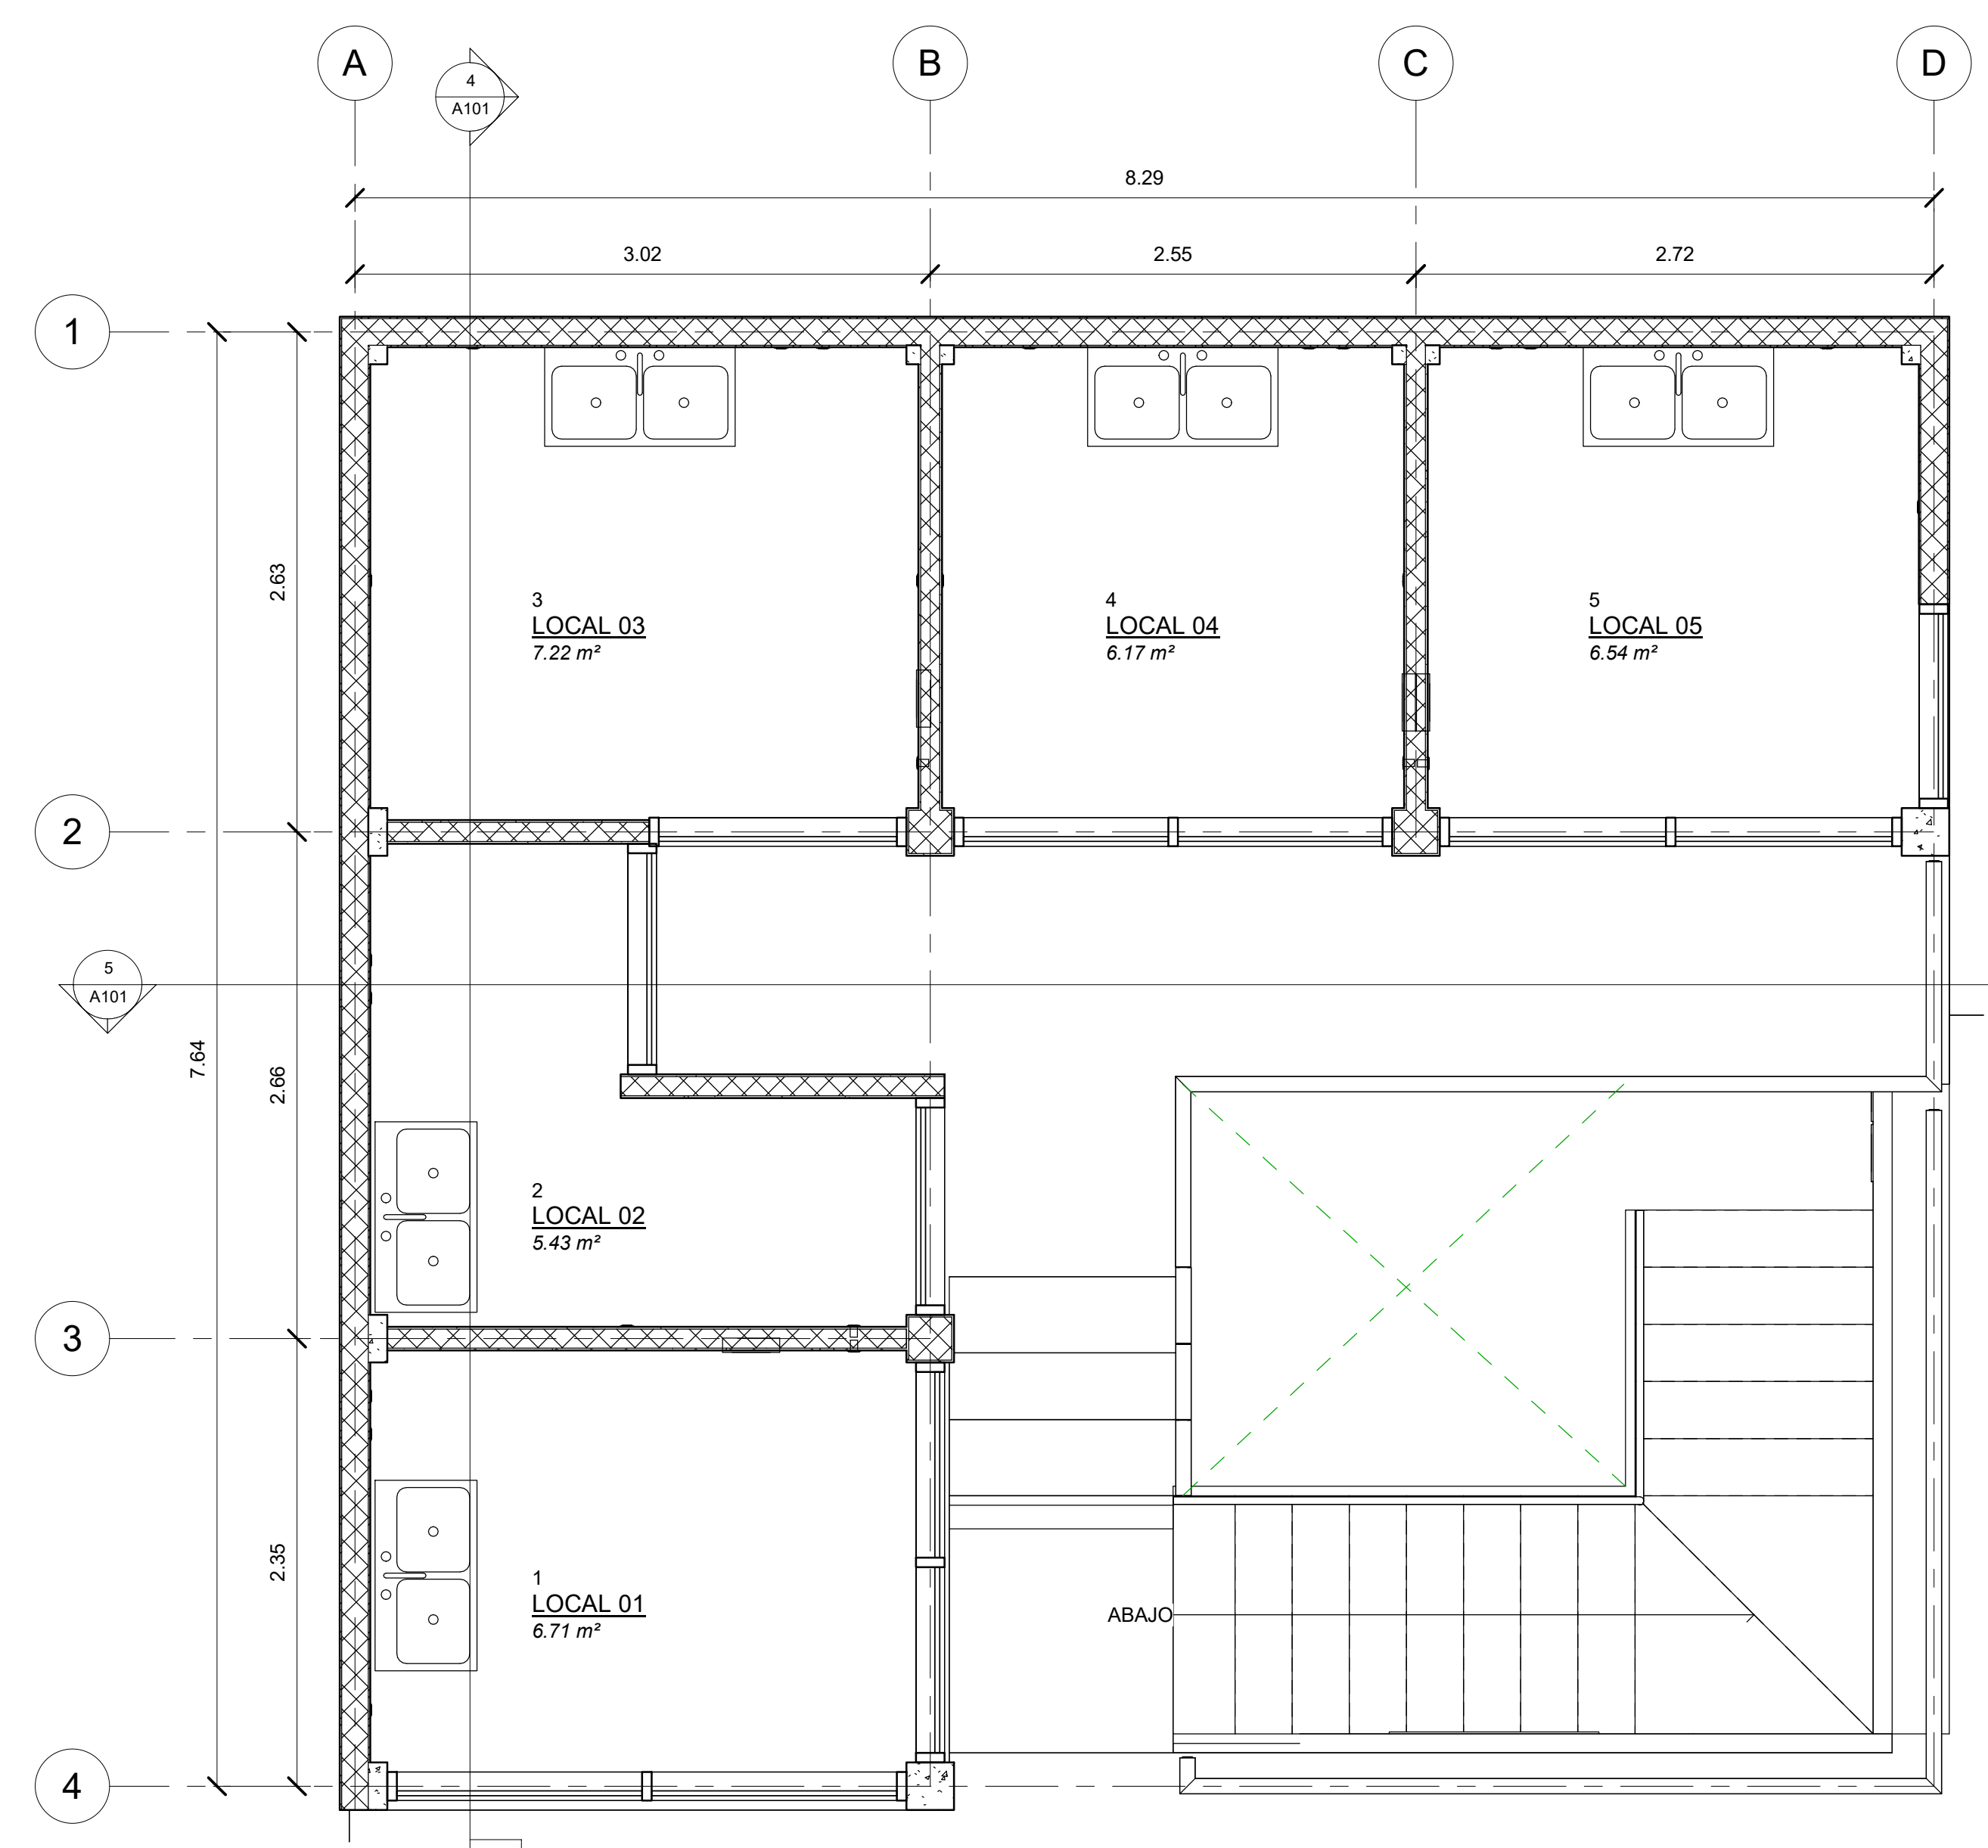 A
B
C
D
4
A101
8.29
3.02
2.55
2.72
1
2.63
3
LOCAL 03
7.22 m²
4
LOCAL 04
6.17 m²
5
LOCAL 05
6.54 m²
2
5
A101
7.64
2.66
2
LOCAL 02
5.43 m²
3
2.35
1
LOCAL 01
6.71 m²
ABAJO
4